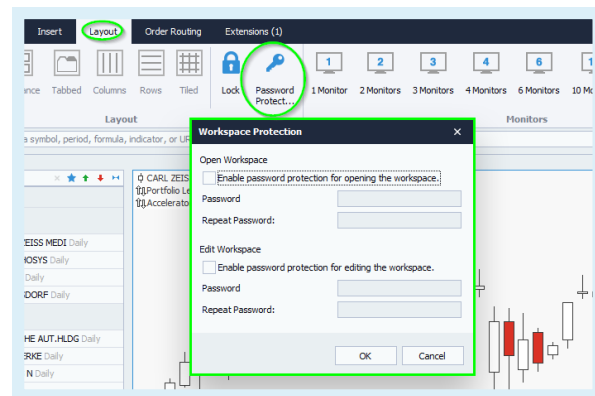 Insert Layout Order Routing Extensions (1)
Tabbed Columns Rows Tiled Lock Password Protect... 1 Monitor 2 Monitors 3 Monitors 4 Monitors 6 Monitors
1 2 3 4 6
Layout Monitors
a symbol, period, formula, indicator, or
Workspace Protection
CARL ZEIS
Open Workspace
Portfolio Le
Enable password protection for opening the workspace.
Accelerato
Password
Repeat Password:
Edit Workspace
ZEISS MEDI Daily
Enable password protection for editing the workspace.
HOSYS Daily
Daily
Password
SDORF Daily
Repeat Password:
HE AUT.HLDG Daily
ERKE Daily
OK Cancel
N Daily